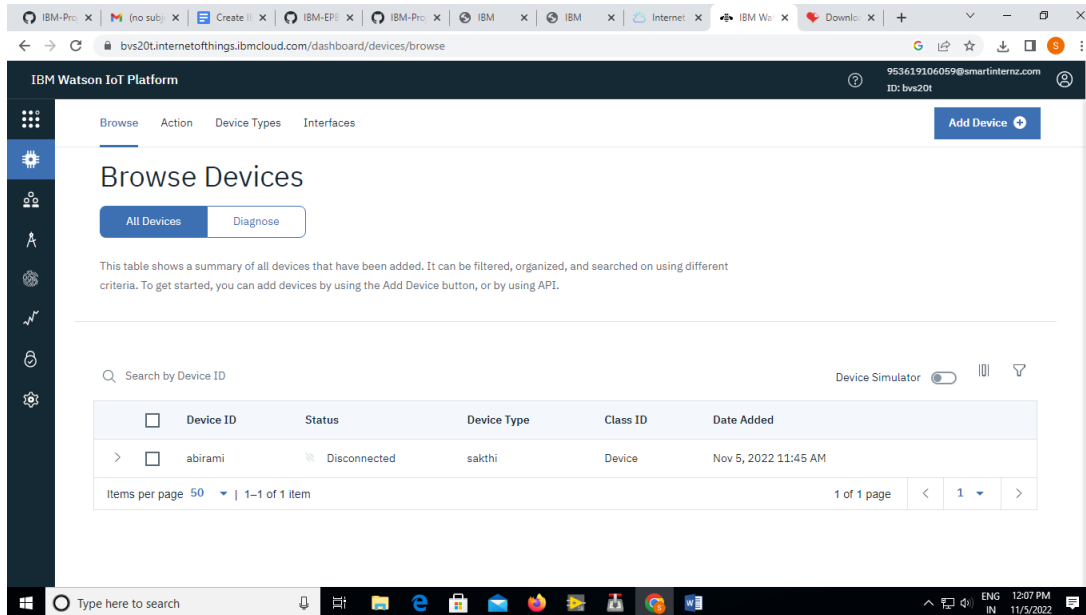 IBM-Pro
(no subj
Create I
IBM-EPB
IBM-Pro
IBM
IBM
Internet
IBM Wat
Downlo
bvs20t.internetofthings.ibmcloud.com/dashboard/devices/browse
S
IBM Watson IoT Platform
953619106059@smartinternz.com
ID: bvs20t
Browse Action Device Types Interfaces
Add Device
Browse Devices
All Devices Diagnose
This table shows a summary of all devices that have been added. It can be filtered, organized, and searched on using different
criteria. To get started, you can add devices by using the Add Device button, or by using API.
Search by Device ID
Device Simulator
Device ID Status Device Type Class ID Date Added
abirami Disconnected sakthi Device Nov 5, 2022 11:45 AM
Items per page 50 | 1–1 of 1 item
1 of 1 page 1
Type here to search
ENG 12:07 PM
IN 11/5/2022